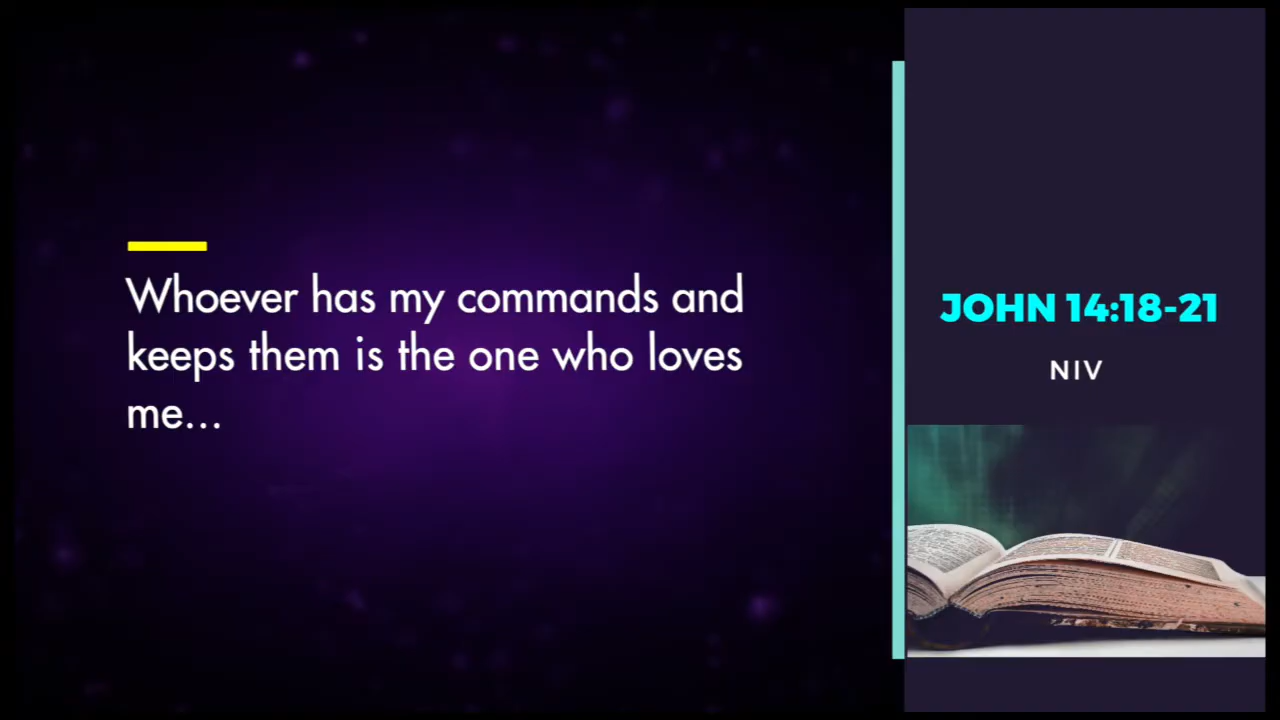 Whoever has my commands and
keeps them is the one who loves
me...
JOHN 14:18-21
NIV